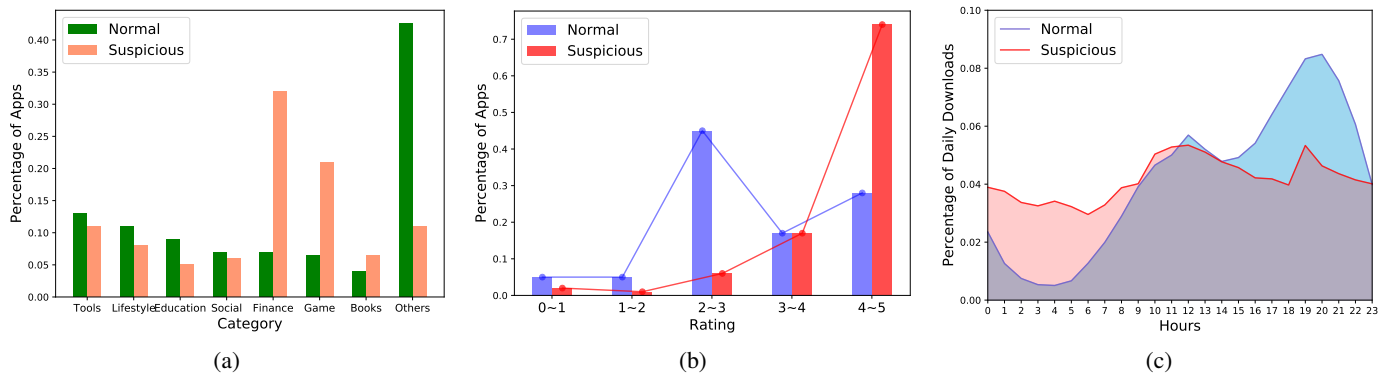 Normal
Suspicious
0.40
0.35
0.30
0.25
0.20
0.15
0.10
0.05
0.00
Percentage of Apps
Tools Lifestyle Education Social Finance Game Books Others
Category
(a)
Normal
Suspicious
0.7
0.6
0.5
0.4
0.3
0.2
0.1
0.0
Percentage of Apps
0~1 1~2 2~3 3~4 4~5
Rating
(b)
Normal
Suspicious
0.10
0.08
0.06
0.04
0.02
0.00
Percentage of Daily Downloads
0 1 2 3 4 5 6 7 8 9 10 11 12 13 14 15 16 17 18 19 20 21 22 23
Hours
(c)